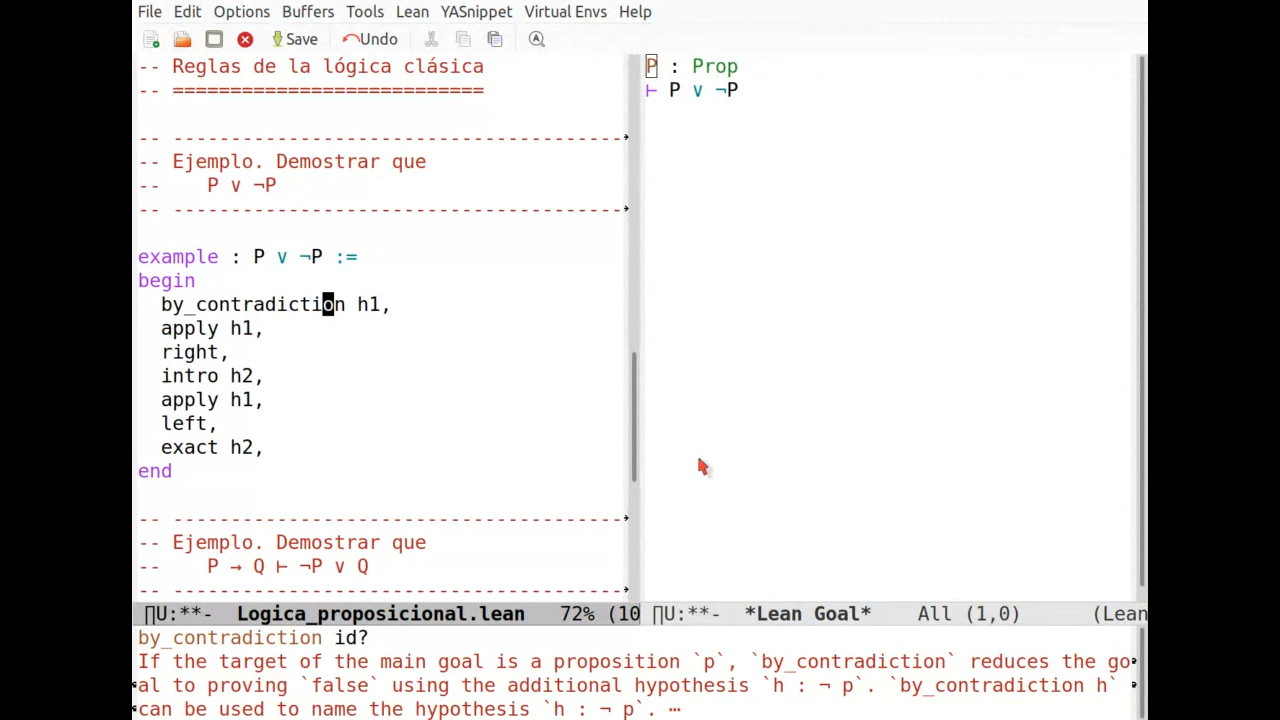 File Edit Options Buffers Tools Lean YASnippet Virtual Envs Help
Save Undo
-- Reglas de la lógica clásica
-- ===========================
-- ---------------------------------------
-- Ejemplo. Demostrar que
--    P ∨ ¬P
-- ---------------------------------------
example : P ∨ ¬P :=
begin
  by_contradiction h1,
  apply h1,
  right,
  intro h2,
  apply h1,
  left,
  exact h2,
end
-- ---------------------------------------
-- Ejemplo. Demostrar que
--    P → Q ⊢ ¬P ∨ Q
-- ---------------------------------------
∏U:**-  Logica_proposicional.lean   72% (10
P : Prop
⊢ P ∨ ¬P
∏U:**-  *Lean Goal*    All (1,0)      (Lean
by_contradiction id?
If the target of the main goal is a proposition `p`, `by_contradiction` reduces the go
al to proving `false` using the additional hypothesis `h : ¬ p`. `by_contradiction h`
can be used to name the hypothesis `h : ¬ p`. ⋯